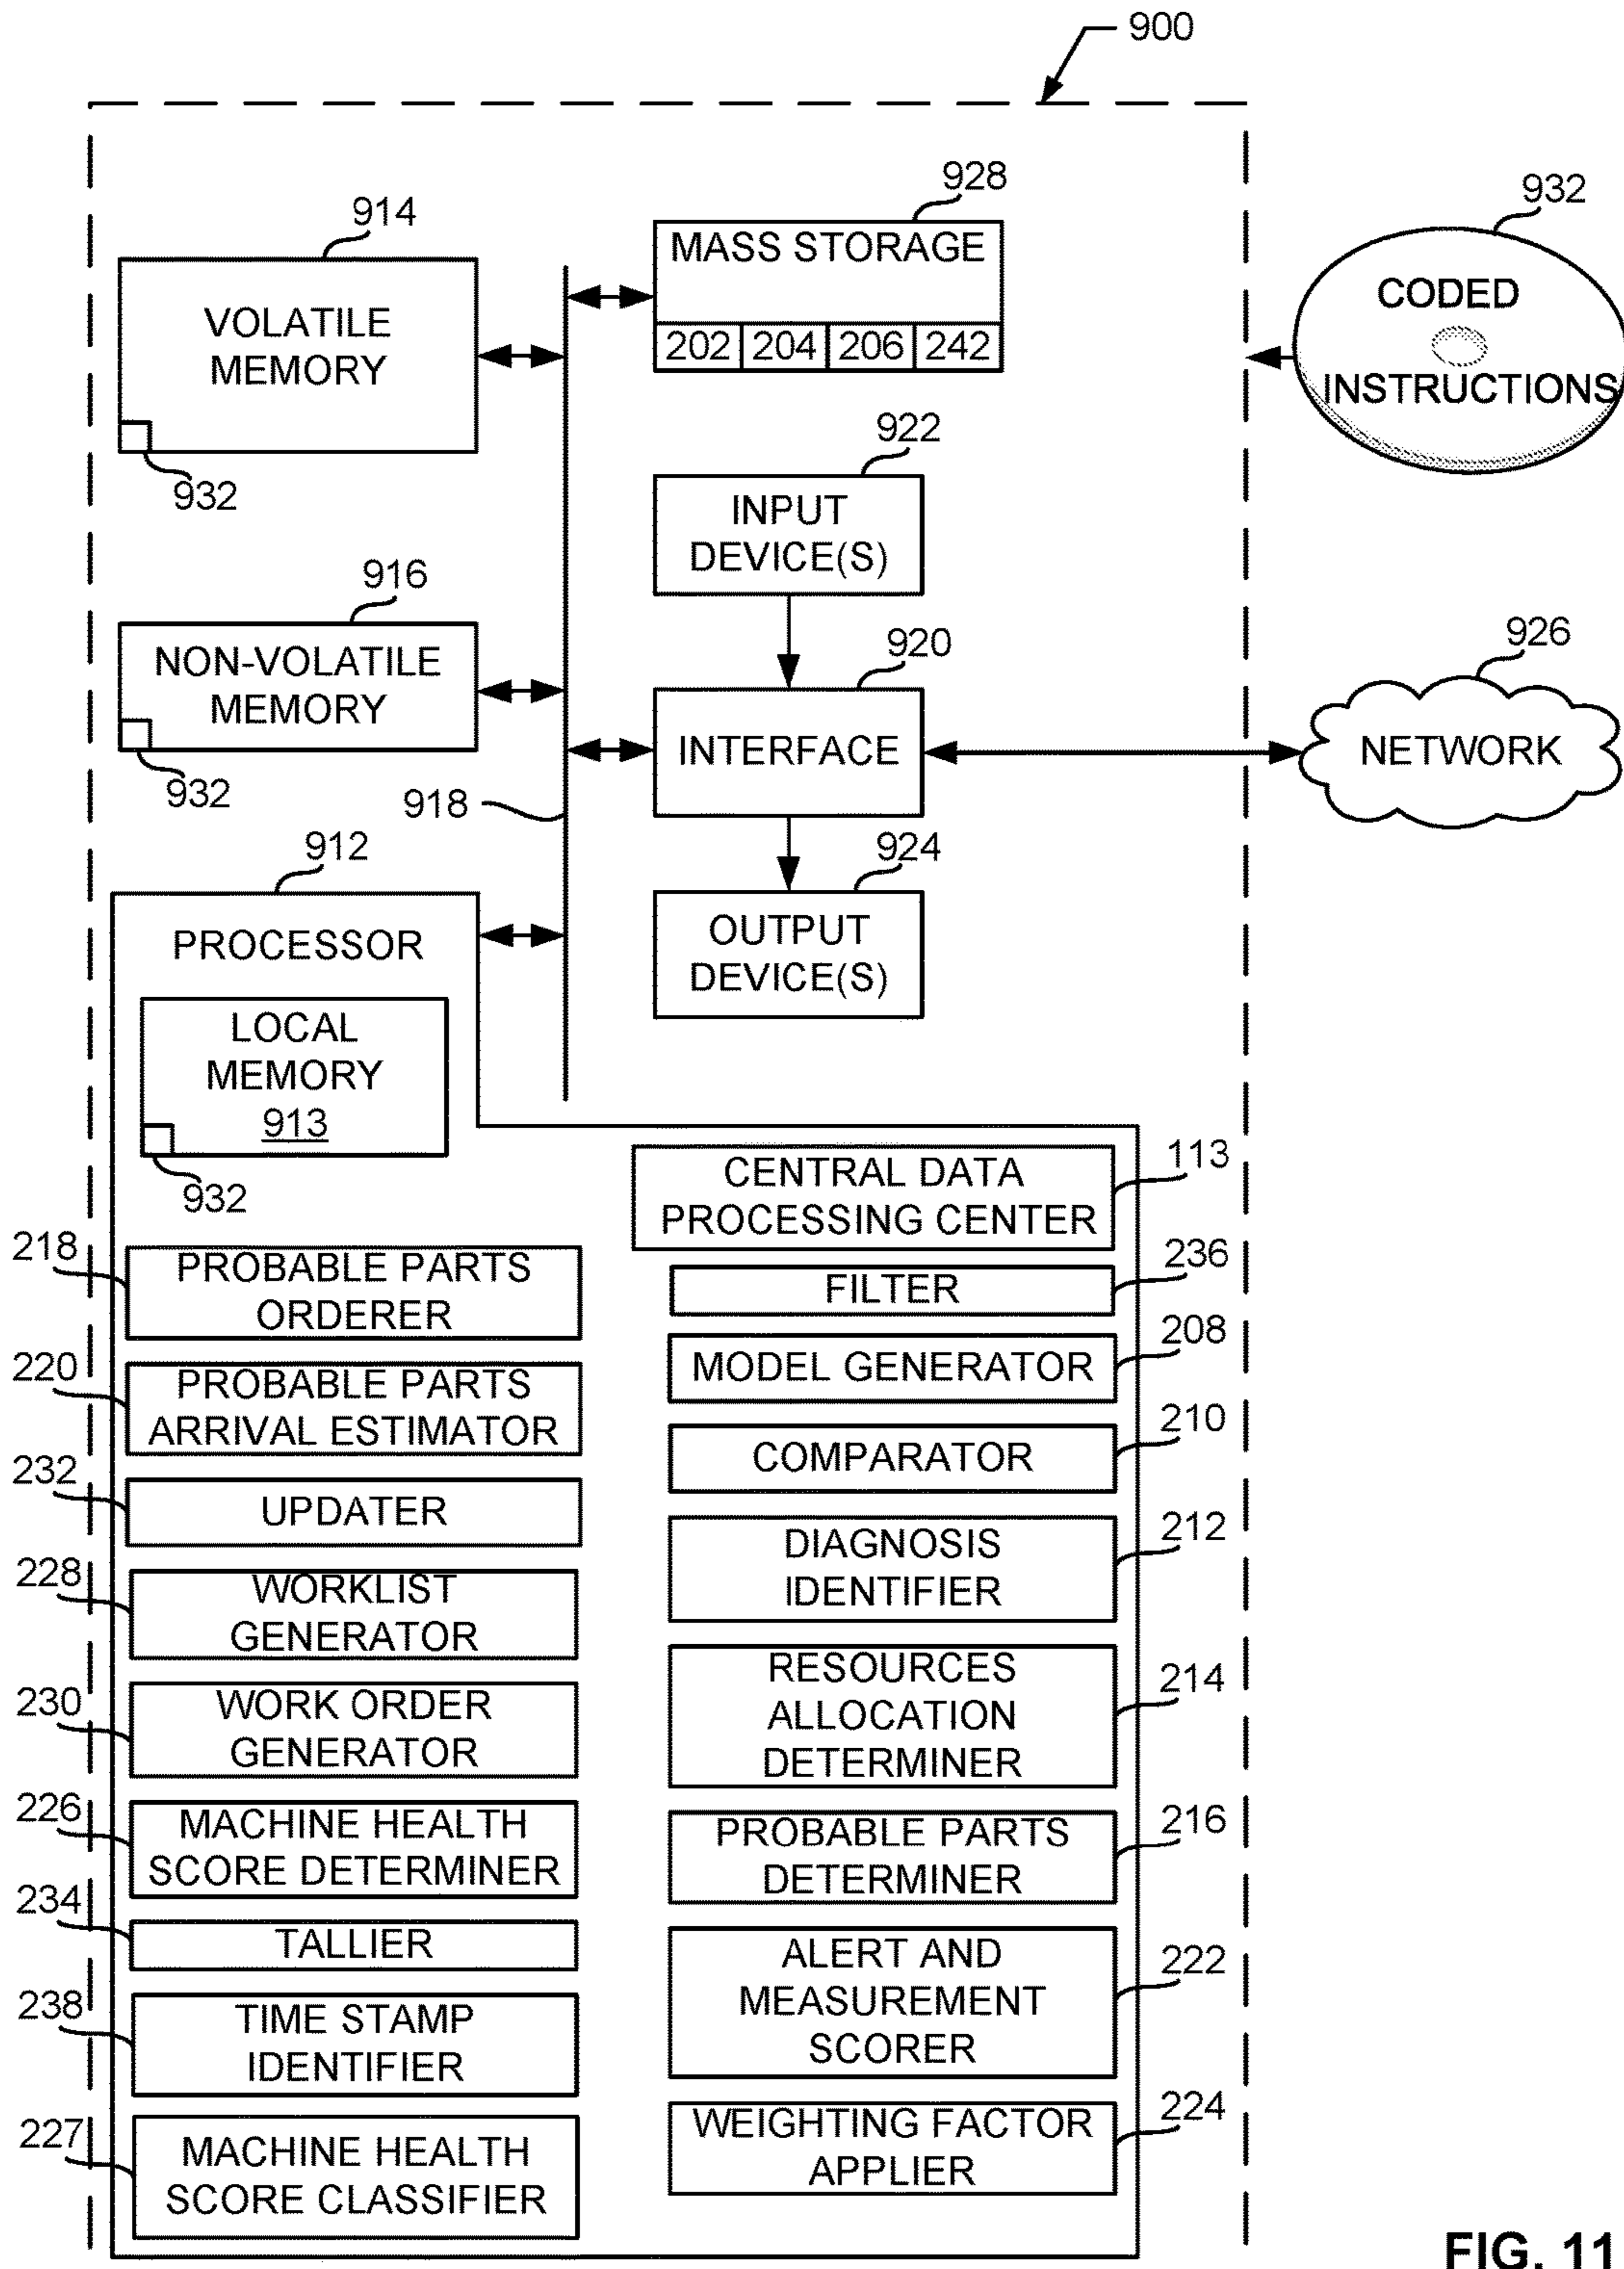 900
928
932
914
MASS STORAGE
CODED
VOLATILE
MEMORY
202 204 206 242
INSTRUCTIONS
922
932
INPUT
DEVICE(S)
916
920
926
NON-VOLATILE
MEMORY
INTERFACE
NETWORK
932
918
912
924
PROCESSOR
OUTPUT
DEVICE(S)
LOCAL
MEMORY
913
932
113
CENTRAL DATA
PROCESSING CENTER
218
PROBABLE PARTS
ORDERER
220
PROBABLE PARTS
ARRIVAL ESTIMATOR
232
UPDATER
228
WORKLIST
GENERATOR
230
WORK ORDER
GENERATOR
226
MACHINE HEALTH
SCORE DETERMINER
234
TALLIER
238
TIME STAMP
IDENTIFIER
227
MACHINE HEALTH
SCORE CLASSIFIER
236
FILTER
208
MODEL GENERATOR
210
COMPARATOR
212
DIAGNOSIS
IDENTIFIER
RESOURCES
ALLOCATION
DETERMINER
214
PROBABLE PARTS
DETERMINER
216
ALERT AND
MEASUREMENT
SCORER
222
WEIGHTING FACTOR
APPLIER
224
FIG. 11